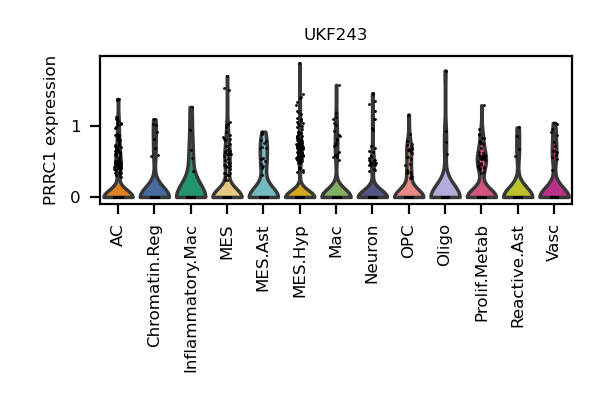 UKF243
PRRC1 expression
1
0
AC
Chromatin.Reg
Inflammatory.Mac
MES
MES.Ast
MES.Hyp
Mac
Neuron
OPC
Oligo
Prolif.Metab
Reactive.Ast
Vasc